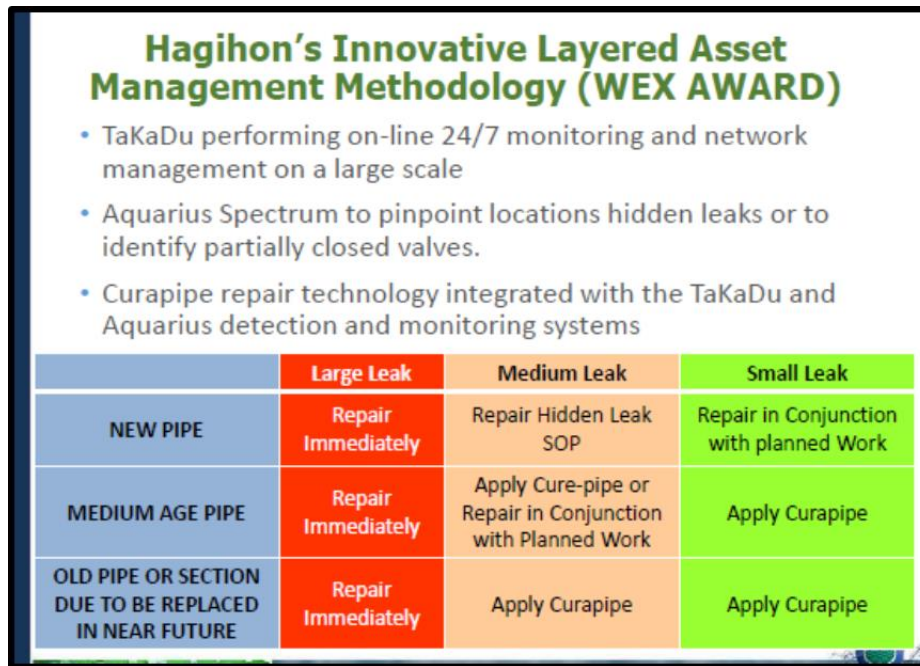 Hagihon's Innovative Layered Asset
Management Methodology (WEX AWARD)
• TaKaDu performing on-line 24/7 monitoring and network
management on a large scale
• Aquarius Spectrum to pinpoint locations hidden leaks or to
identify partially closed valves.
• Curapipe repair technology integrated with the TaKaDu and
Aquarius detection and monitoring systems
Large Leak Medium Leak Small Leak
NEW PIPE
Repair
Immediately
Repair Hidden Leak
SOP
Repair in Conjunction
with planned Work
MEDIUM AGE PIPE
Repair
Immediately
Apply Cure-pipe or
Repair in Conjunction
with Planned Work
Apply Curapipe
OLD PIPE OR SECTION
DUE TO BE REPLACED
IN NEAR FUTURE
Repair
Immediately
Apply Curapipe
Apply Curapipe